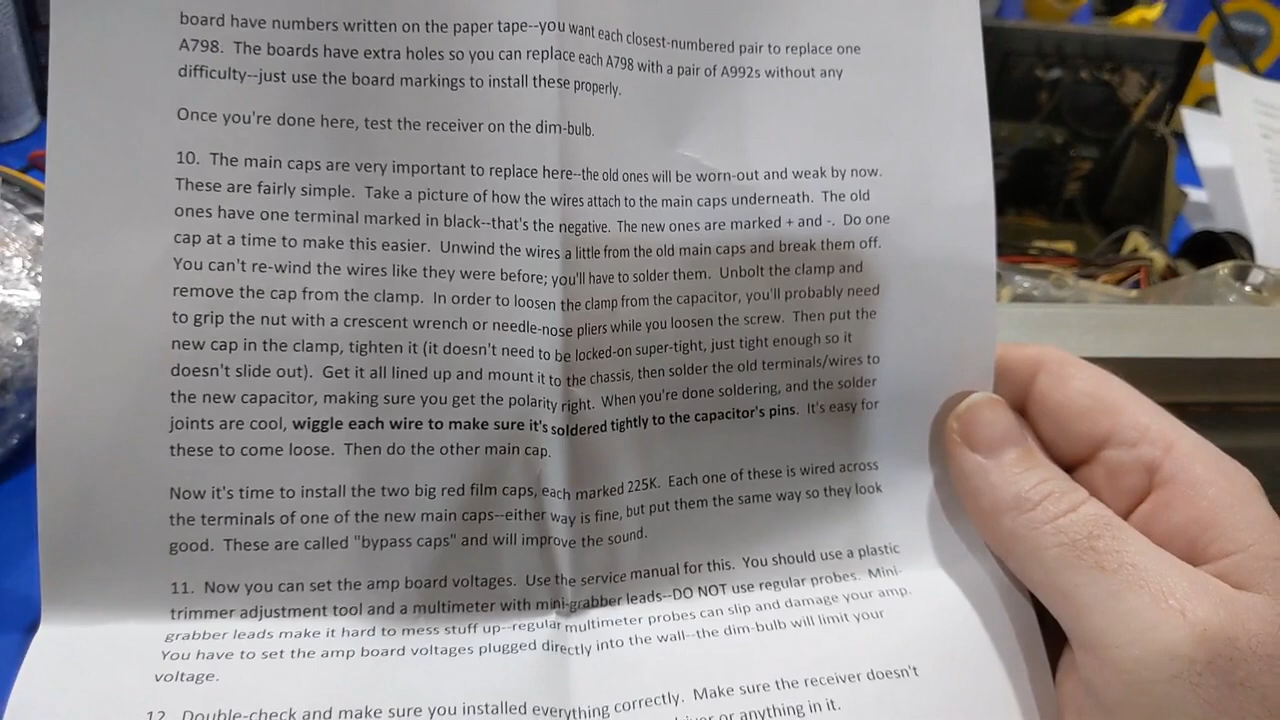 board have numbers written on the paper tape--you want each closest-numbered pair to replace one
A798. The boards have extra holes so you can replace each A798 with a pair of A992s without any
difficulty--just use the board markings to install these properly.
Once you're done here, test the receiver on the dim-bulb.
10. The main caps are very important to replace here--the old ones will be worn-out and weak by now.
These are fairly simple. Take a picture of how the wires attach to the main caps underneath. The old
ones have one terminal marked in black--that's the negative. The new ones are marked + and -. Do one
cap at a time to make this easier. Unwind the wires a little from the old main caps and break them off.
You can't re-wind the wires like they were before; you'll have to solder them. Unbolt the clamp and
remove the cap from the clamp. In order to loosen the clamp from the capacitor, you'll probably need
to grip the nut with a crescent wrench or needle-nose pliers while you loosen the screw. Then put the
new cap in the clamp, tighten it (it doesn't need to be locked-on super-tight, just tight enough so it
doesn't slide out). Get it all lined up and mount it to the chassis, then solder the old terminals/wires to
the new capacitor, making sure you get the polarity right. When you're done soldering, and the solder
joints are cool, wiggle each wire to make sure it's soldered tightly to the capacitor's pins. It's easy for
these to come loose. Then do the other main cap.
Now it's time to install the two big red film caps, each marked 225K. Each one of these is wired across
the terminals of one of the new main caps--either way is fine, but put them the same way so they look
good. These are called "bypass caps" and will improve the sound.
11. Now you can set the amp board voltages. Use the service manual for this. You should use a plastic
trimmer adjustment tool and a multimeter with mini-grabber leads--DO NOT use regular probes. Mini-
grabber leads make it hard to mess stuff up--regular multimeter probes can slip and damage your amp.
You have to set the amp board voltages plugged directly into the wall--the dim-bulb will limit your
voltage.
12. Double-check and make sure you installed everything correctly. Make sure the receiver doesn't
or anything in it.